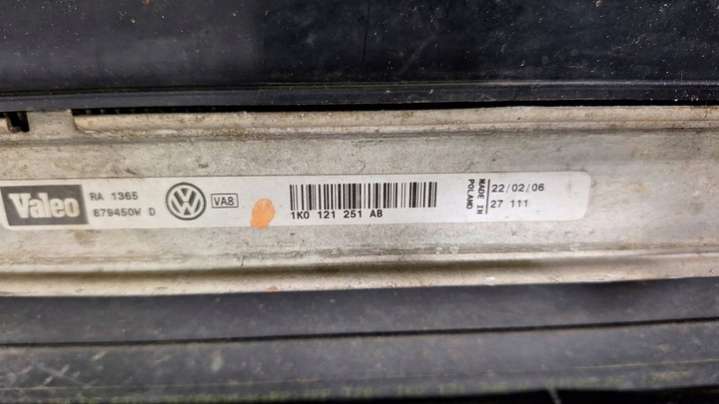 Valeo
RA 1365
879450W D
VA8
1K0 121 251 AB
MADE IN
POLAND
22/02/06
27 111